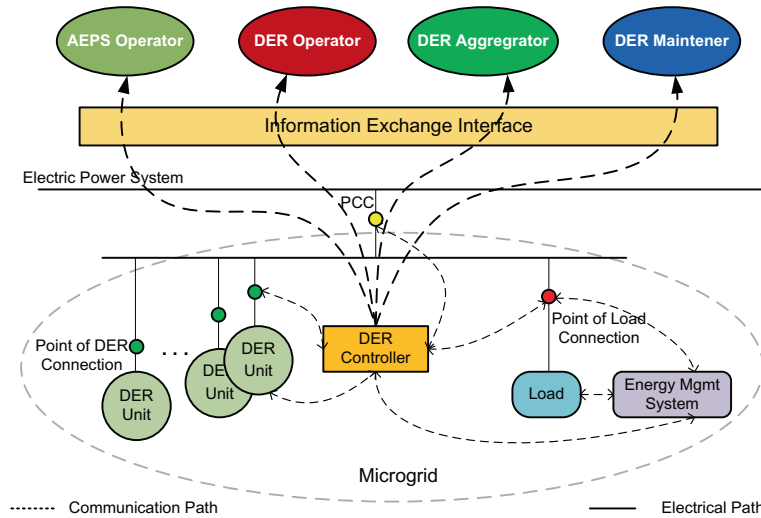 AEPS Operator
DER Operator
DER Aggregrator
DER Maintener
Information Exchange Interface
Electric Power System
PCC
Point of DER
Connection
...
DER
Unit
DER
Unit
DER
Unit
DER
Controller
Point of Load
Connection
Load
Energy Mgmt
System
Microgrid
Communication Path
Electrical Path